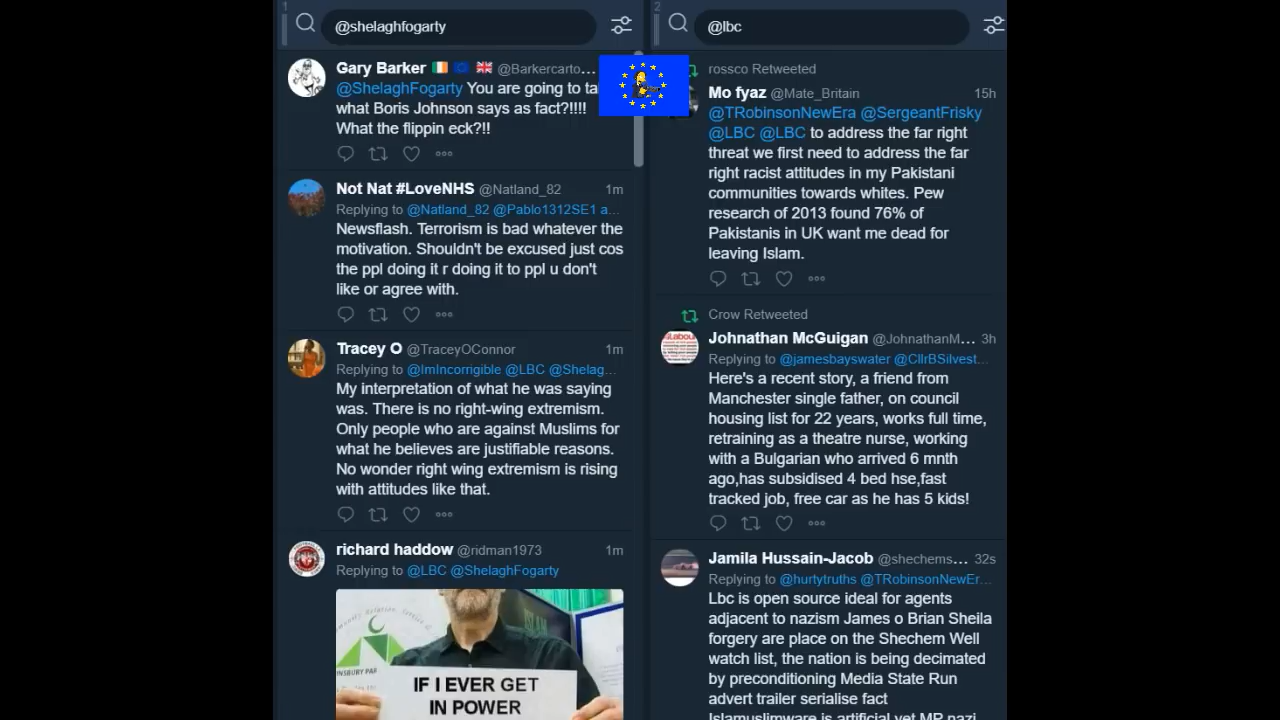 1
@shelaghfogarty
Gary Barker @Barkercarto...
@ShelaghFogarty You are going to ta
what Boris Johnson says as fact?!!!!
What the flippin eck?!!
Not Nat #LoveNHS @Natland_82 1m
Replying to @Natland_82 @Pablo1312SE1 a...
Newsflash. Terrorism is bad whatever the
motivation. Shouldn't be excused just cos
the ppl doing it r doing it to ppl u don't
like or agree with.
Tracey O @TraceyOConnor 1m
Replying to @ImIncorrigible @LBC @Shelag...
My interpretation of what he was saying
was. There is no right-wing extremism.
Only people who are against Muslims for
what he believes are justifiable reasons.
No wonder right wing extremism is rising
with attitudes like that.
richard haddow @ridman1973 1m
Replying to @LBC @ShelaghFogarty
ISLAM
NSBURY PAR
IF I EVER GET
IN POWER
2
@lbc
rossco Retweeted
Mo fyaz @Mate_Britain 15h
@TRobinsonNewEra @SergeantFrisky
@LBC @LBC to address the far right
threat we first need to address the far
right racist attitudes in my Pakistani
communities towards whites. Pew
research of 2013 found 76% of
Pakistanis in UK want me dead for
leaving Islam.
Crow Retweeted
Johnathan McGuigan @JohnathanM... 3h
Replying to @jamesbayswater @CllrBSilvest...
Here's a recent story, a friend from
Manchester single father, on council
housing list for 22 years, works full time,
retraining as a theatre nurse, working
with a Bulgarian who arrived 6 mnth
ago,has subsidised 4 bed hse,fast
tracked job, free car as he has 5 kids!
Jamila Hussain-Jacob @shechems... 32s
Replying to @hurtytruths @TRobinsonNewEr...
Lbc is open source ideal for agents
adjacent to nazism James o Brian Sheila
forgery are place on the Shechem Well
watch list, the nation is being decimated
by preconditioning Media State Run
advert trailer serialise fact
Islamuslimware is artificial yet MP nazi